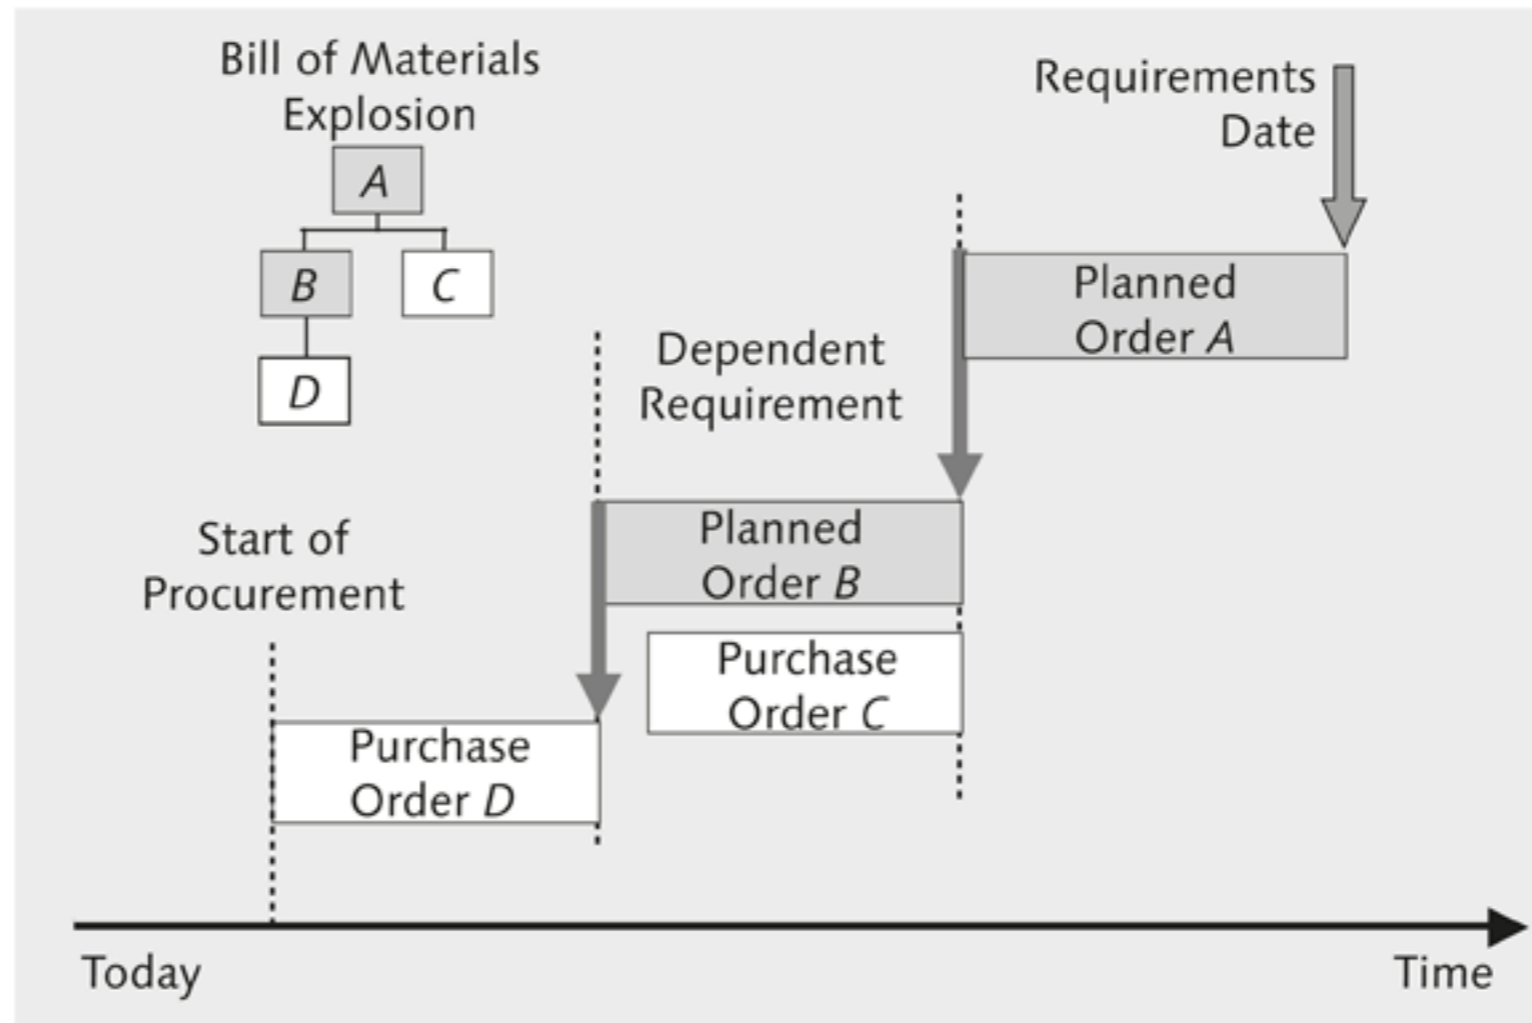 Bill of Materials
Explosion
A
B
C
D
Requirements
Date
Planned
Order A
Dependent
Requirement
Planned
Order B
Purchase
Order C
Start of
Procurement
Purchase
Order D
Today
Time